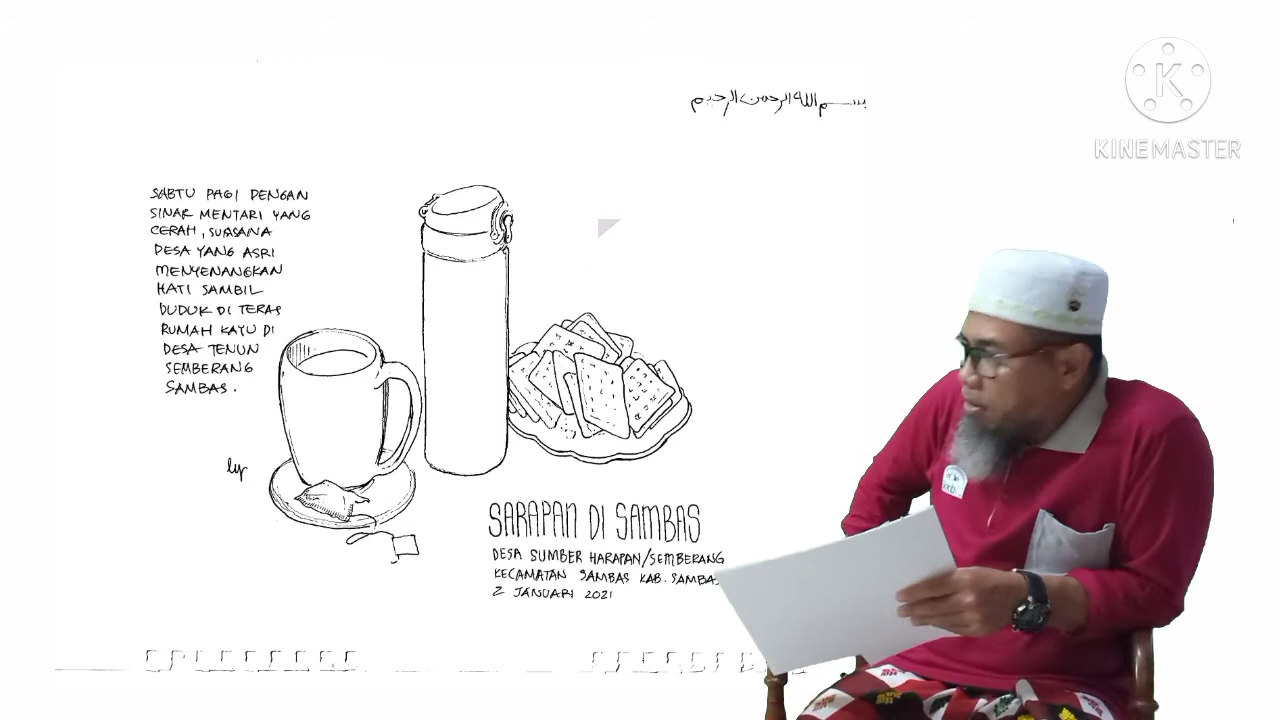 بسم الله الرحمن الرحيم
KINEMASTER
SABTU PAGI DENGAN
SINAR MENTARI YANG
CERAH, SUASANA
DESA YANG ASRI
MENYENANGKAN
HATI SAMBIL
DUDUK DI TERAS
RUMAH KAYU DI
DESA TENUN
SEMBERANG
SAMBAS.
SARAPAN DI SAMBAS
DESA SUMBER HARAPAN/SEMBERANG
KECAMATAN SAMBAS KAB. SAMBAS
2 JANUARI 2021